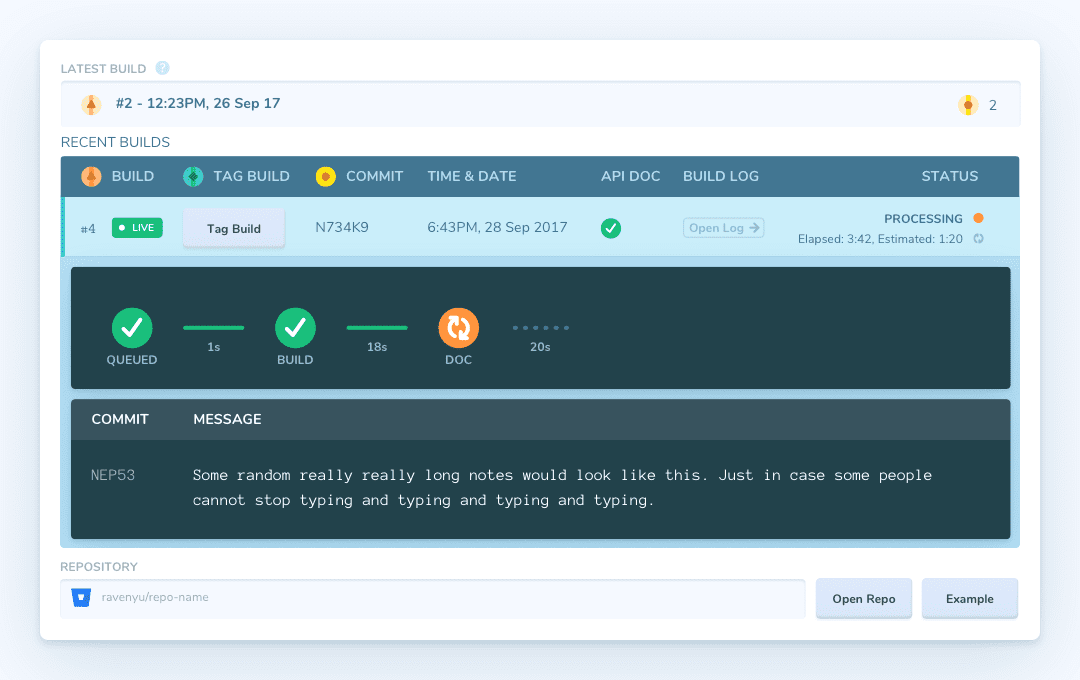 LATEST BUILD ?
#2 - 12:23PM, 26 Sep 17 2
RECENT BUILDS
BUILD TAG BUILD COMMIT TIME & DATE API DOC BUILD LOG STATUS
#4 LIVE Tag Build N734K9 6:43PM, 28 Sep 2017 Open Log → PROCESSING
Elapsed: 3:42, Estimated: 1:20
1s 18s 20s
QUEUED BUILD DOC
COMMIT MESSAGE
NEP53 Some random really really long notes would look like this. Just in case some people
cannot stop typing and typing and typing and typing.
REPOSITORY
ravenyu/repo-name Open Repo Example